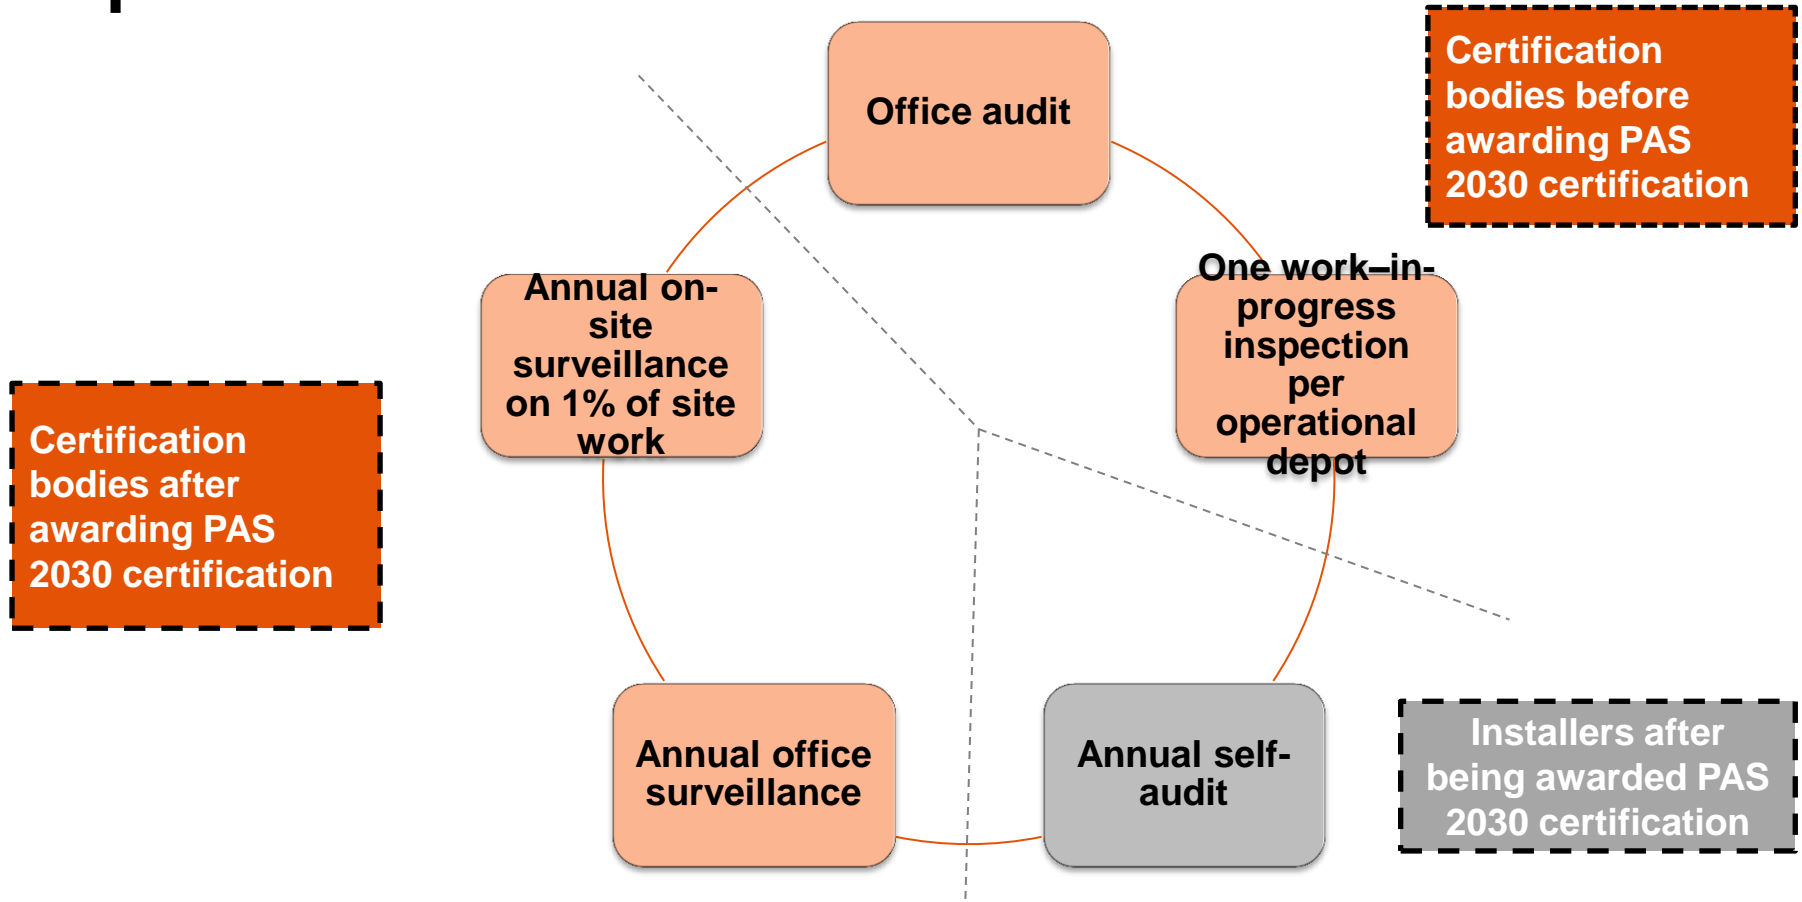 Office audit
Certification
bodies before
awarding PAS
2030 certification
One work–in-
progress
inspection
per
operational
depot
Annual on-
site
surveillance
on 1% of site
work
Certification
bodies after
awarding PAS
2030 certification
Annual office
surveillance
Annual self-
audit
Installers after
being awarded PAS
2030 certification